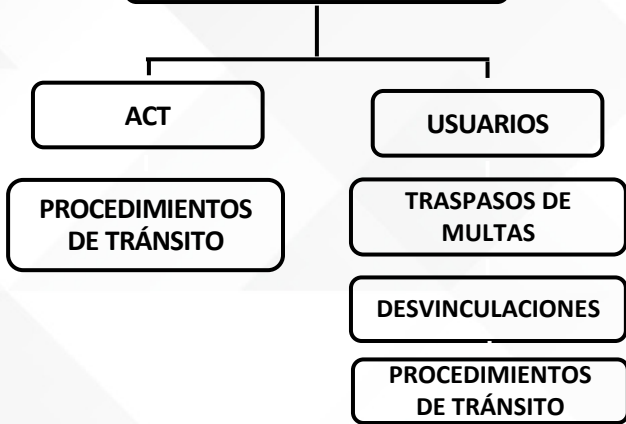 ACT
USUARIOS
PROCEDIMIENTOS
DE TRÁNSITO
TRASPASOS DE
MULTAS
DESVINCULACIONES
PROCEDIMIENTOS
DE TRÁNSITO